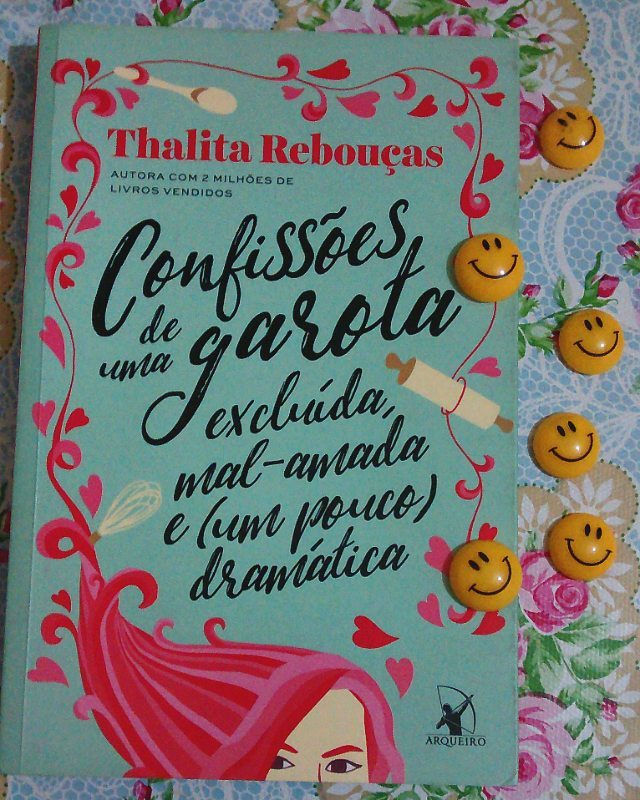 Thalita Rebouças
AUTORA COM 2 MILHÕES DE
LIVROS VENDIDOS
Confissões
de uma garota
excluída,
mal-amada
e (um pouco)
dramática
ARQUEIRO